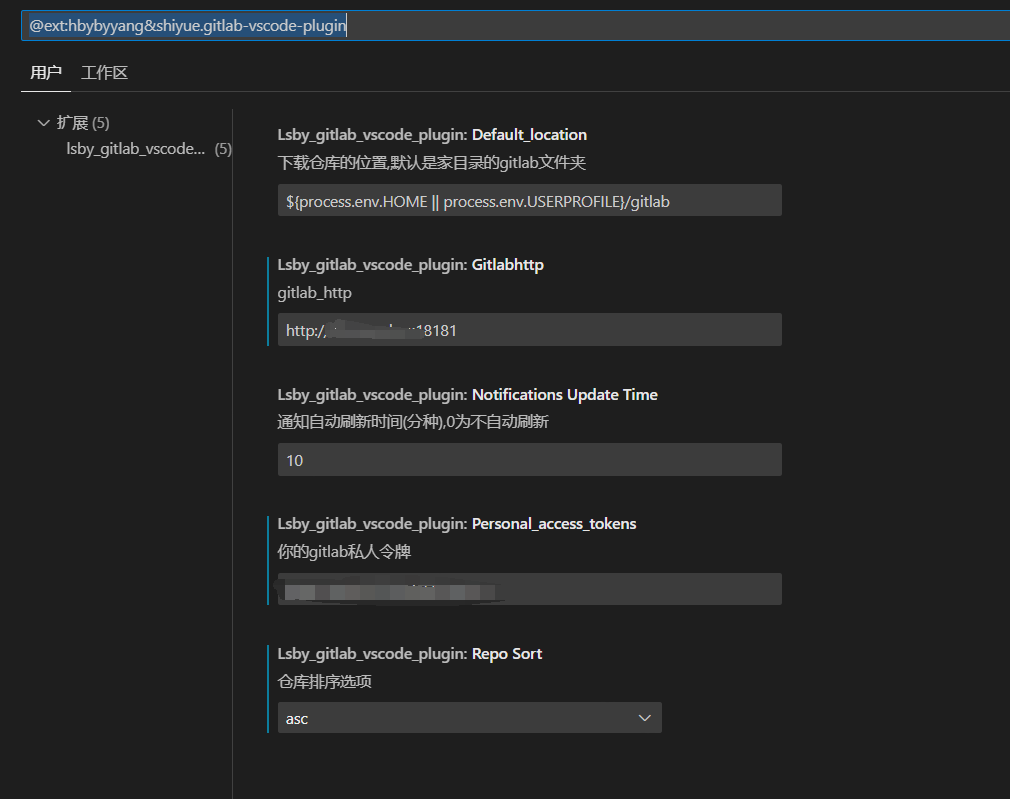 @ext:hbybyyang&shiyue.gitlab-vscode-plugin
用户 工作区
扩展 (5)
lsby_gitlab_vscode... (5)
Lsby_gitlab_vscode_plugin: Default_location
下载仓库的位置,默认是家目录的gitlab文件夹
${process.env.HOME || process.env.USERPROFILE}/gitlab
Lsby_gitlab_vscode_plugin: Gitlabhttp
gitlab_http
http:/ 18181
Lsby_gitlab_vscode_plugin: Notifications Update Time
通知自动刷新时间(分种),0为不自动刷新
10
Lsby_gitlab_vscode_plugin: Personal_access_tokens
你的gitlab私人令牌
Lsby_gitlab_vscode_plugin: Repo Sort
仓库排序选项
asc